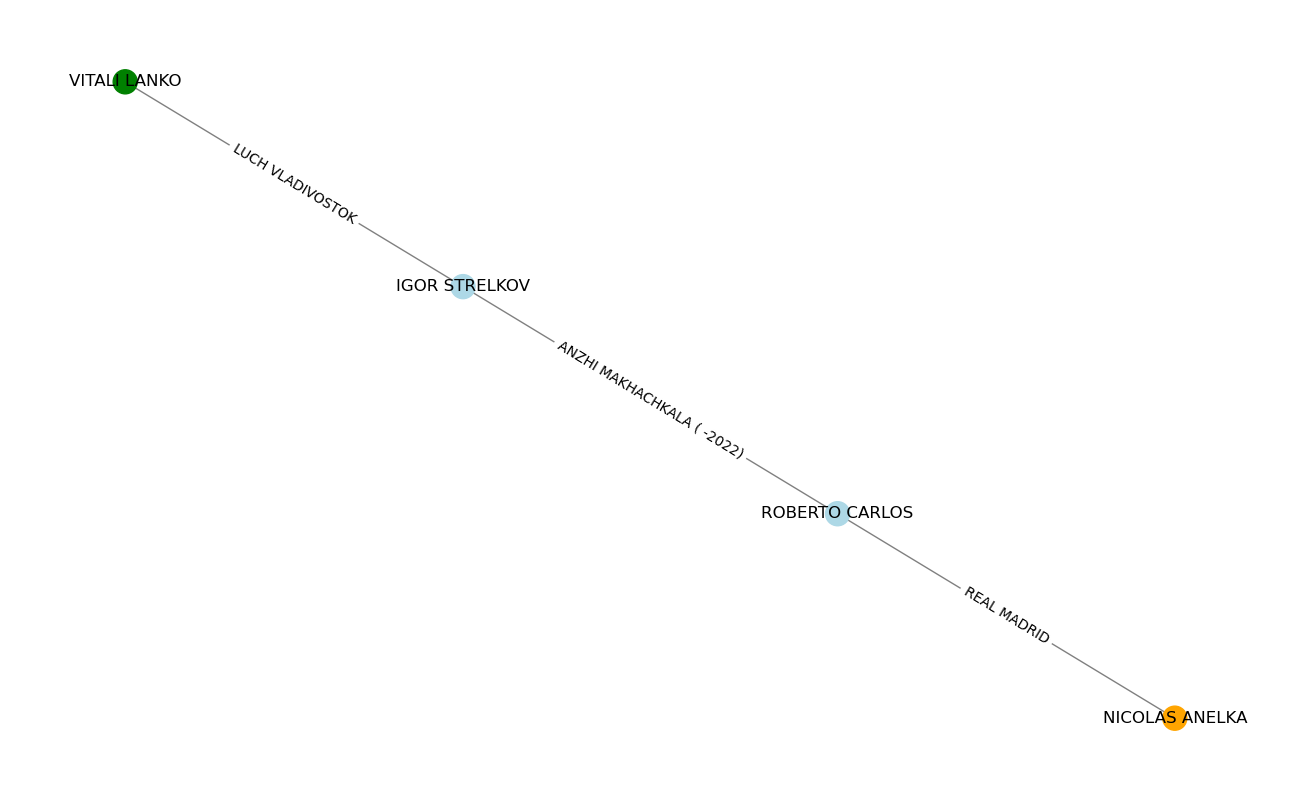 VITALI LANKO
LUCH VLADIVOSTOK
IGOR STRELKOV
ANZHI MAKHACHKALA ( -2022)
ROBERTO CARLOS
REAL MADRID
NICOLAS ANELKA